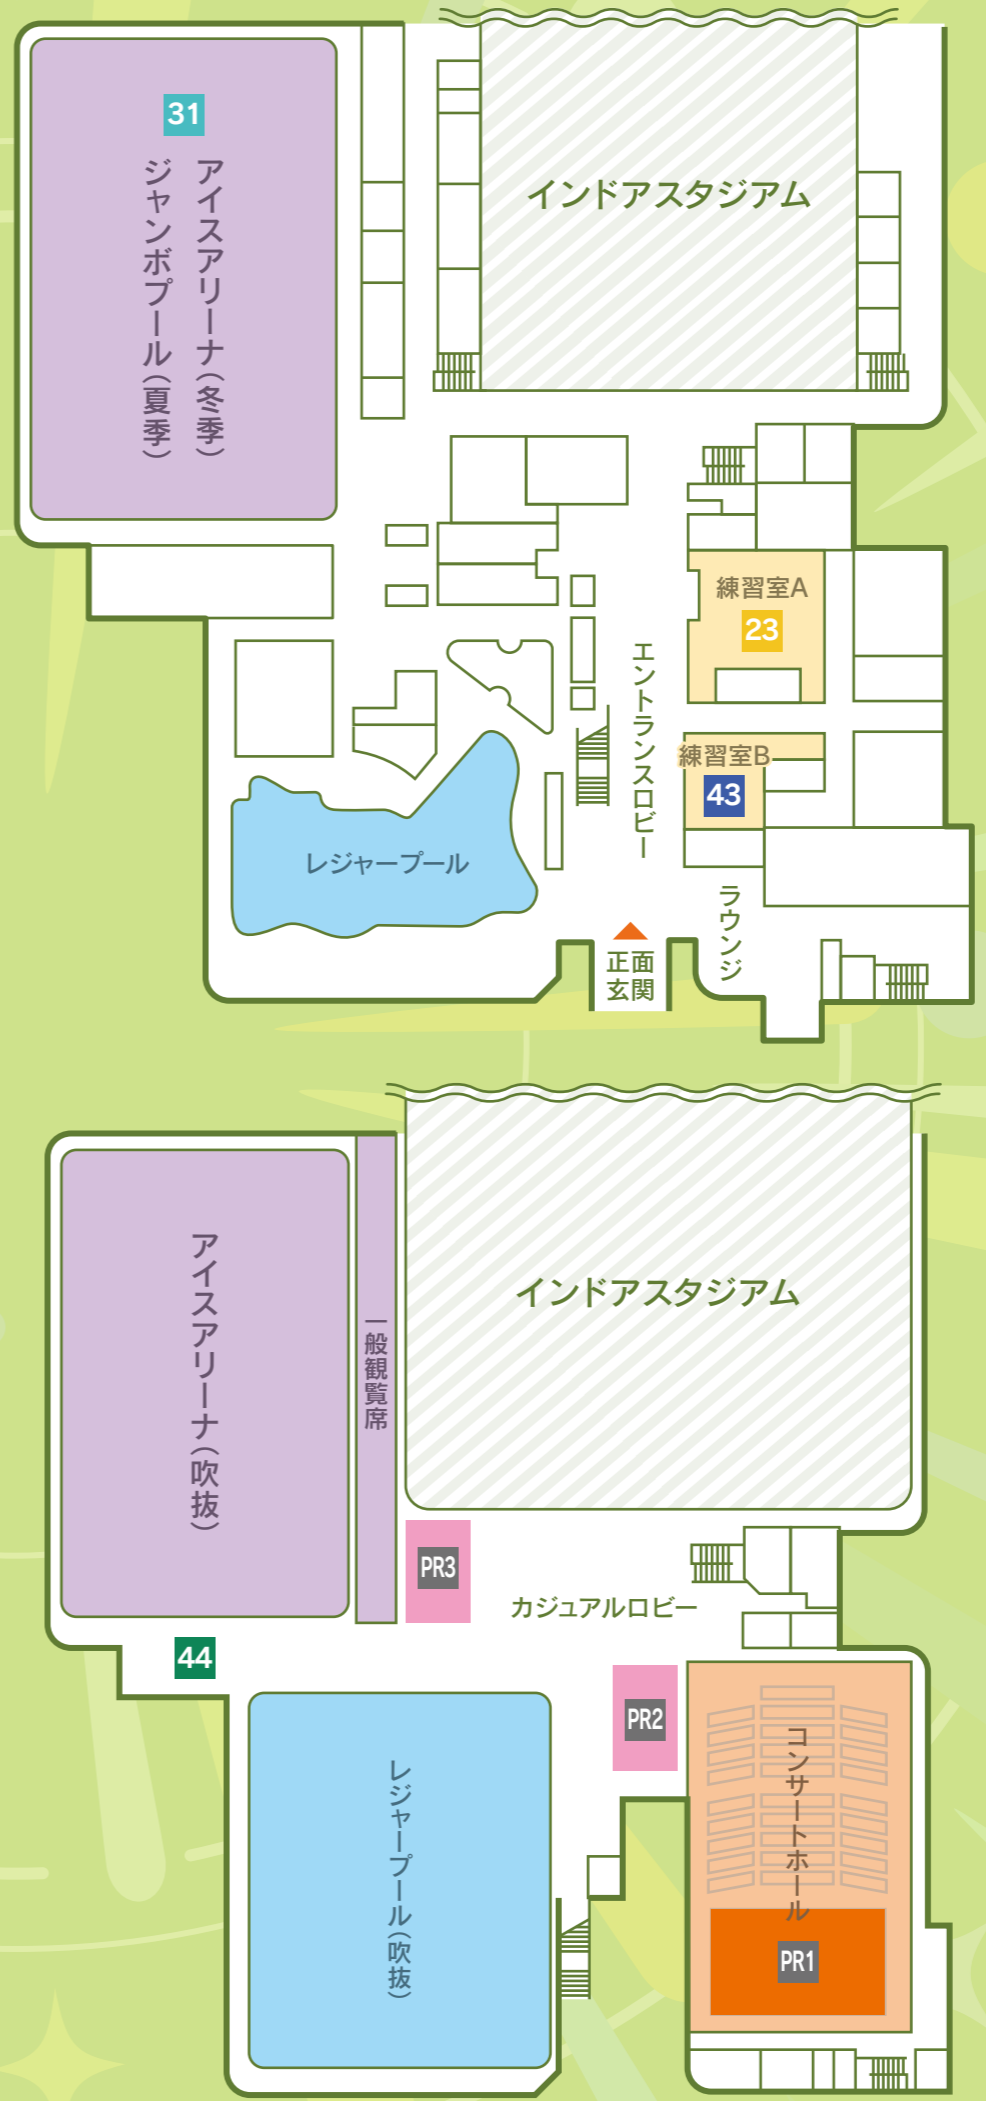 31
アイスアリーナ(冬季)
ジャンボプール(夏季)
インドアスタジアム
練習室A
23
エントランスロビー
練習室B
43
レジャープール
ラウンジ
正面
玄関
インドアスタジアム
アイスアリーナ(吹抜)
一般観覧席
PR3
カジュアルロビー
44
PR2
コンサートホール
レジャープール(吹抜)
PR1